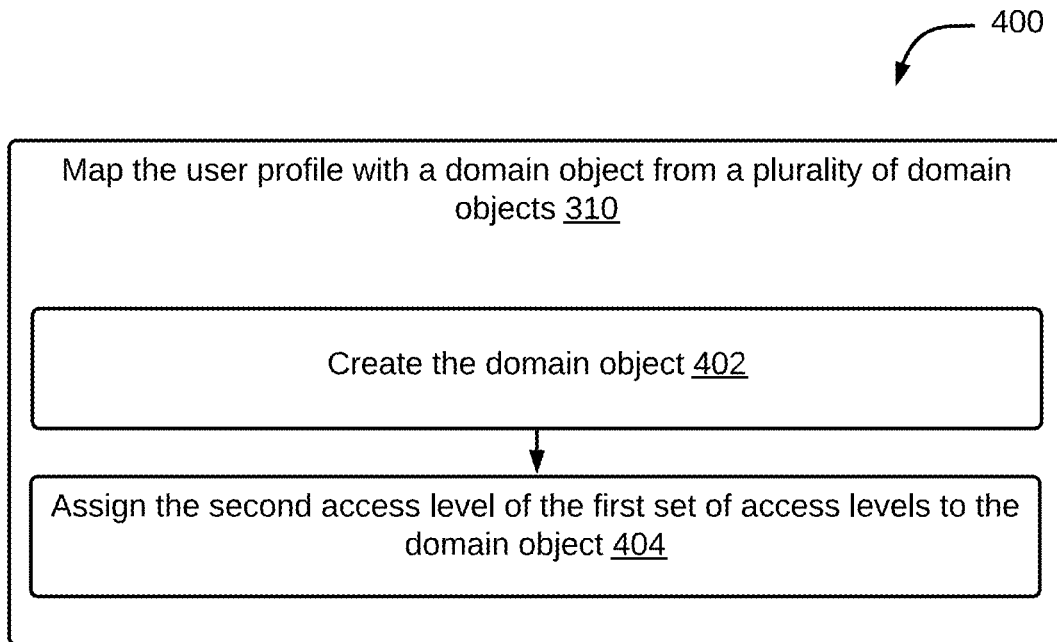 400
Map the user profile with a domain object from a plurality of domain
objects 310
Create the domain object 402
Assign the second access level of the first set of access levels to the
domain object 404